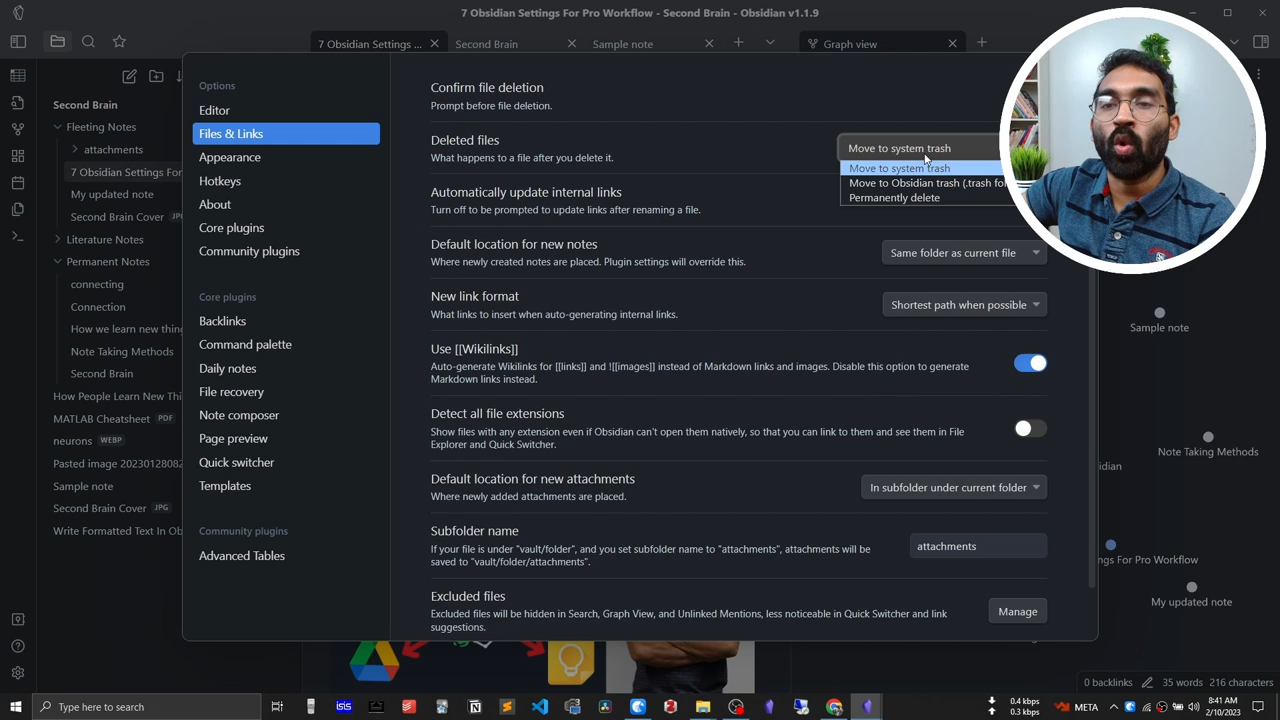 7 Obsidian Settings For Pro Workflow - Second Brain - Obsidian v1.1.9
7 Obsidian Settings ...
Second Brain
Sample note
Graph view
Second Brain
Fleeting Notes
attachments
7 Obsidian Settings For
My updated note
Second Brain Cover JPG
Literature Notes
Permanent Notes
connecting
Connection
How we learn new thing
Note Taking Methods
Second Brain
How People Learn New Thi
MATLAB Cheatsheet PDF
neurons WEBP
Pasted image 2023012808
Sample note
Second Brain Cover JPG
Write Formatted Text In Ob
Options
Editor
Files & Links
Appearance
Hotkeys
About
Core plugins
Community plugins
Core plugins
Backlinks
Command palette
Daily notes
File recovery
Note composer
Page preview
Quick switcher
Templates
Community plugins
Advanced Tables
Confirm file deletion
Prompt before file deletion.
Deleted files
What happens to a file after you delete it.
Move to system trash
Move to system trash
Move to Obsidian trash (.trash fol
Permanently delete
Automatically update internal links
Turn off to be prompted to update links after renaming a file.
Default location for new notes
Where newly created notes are placed. Plugin settings will override this.
Same folder as current file
New link format
What links to insert when auto-generating internal links.
Shortest path when possible
Use [[Wikilinks]]
Auto-generate Wikilinks for [[links]] and ![[images]] instead of Markdown links and images. Disable this option to generate
Markdown links instead.
Detect all file extensions
Show files with any extension even if Obsidian can't open them natively, so that you can link to them and see them in File
Explorer and Quick Switcher.
Default location for new attachments
Where newly added attachments are placed.
In subfolder under current folder
Subfolder name
If your file is under "vault/folder", and you set subfolder name to "attachments", attachments will be
saved to "vault/folder/attachments".
attachments
Excluded files
Excluded files will be hidden in Search, Graph View, and Unlinked Mentions, less noticeable in Quick Switcher and link
suggestions.
Manage
Sample note
Note Taking Methods
idian
ngs For Pro Workflow
My updated note
0 backlinks
35 words 216 characters
Type here to search
isis
0.4 kbps
0.3 kbps
META
8:41 AM
2/10/2023